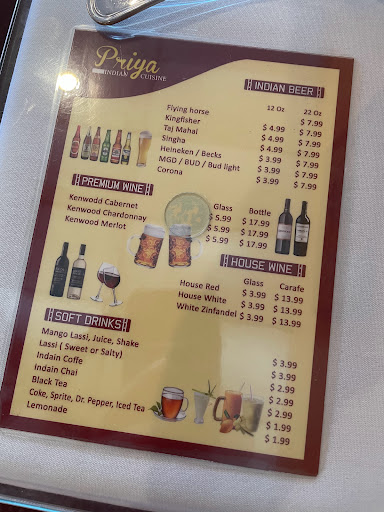 Priya
INDIAN CUISINE
INDIAN BEER
12 Oz 22 Oz
Flying horse $ 7.99
Kingfisher $ 4.99 $ 7.99
Taj Mahal $ 4.99 $ 7.99
Singha $ 3.99 $ 7.99
Heineken / Becks $ 3.99 $ 7.99
MGD / BUD / Bud light $ 3.99 $ 7.99
Corona $ 7.99
PREMIUM WINE
Glass Bottle
Kenwodd Cabernet $ 5.99 $ 17.99
Kenwood Chardonnay $ 5.99 $ 17.99
Kenwood Merlot $ 5.99 $ 17.99
HOUSE WINE
Glass Carafe
House Red $ 3.99 $ 13.99
House White $ 3.99 $ 13.99
White Zinfandel $ 3.99 $ 13.99
SOFT DRINKS
Mango Lassi, Juice, Shake $ 3.99
Lassi ( Sweet or Salty) $ 3.99
Indain Coffe $ 2.99
Indain Chai $ 2.99
Black Tea $ 2.99
Coke, Sprite, Dr. Pepper, Iced Tea $ 1.99
Lemonade $ 1.99